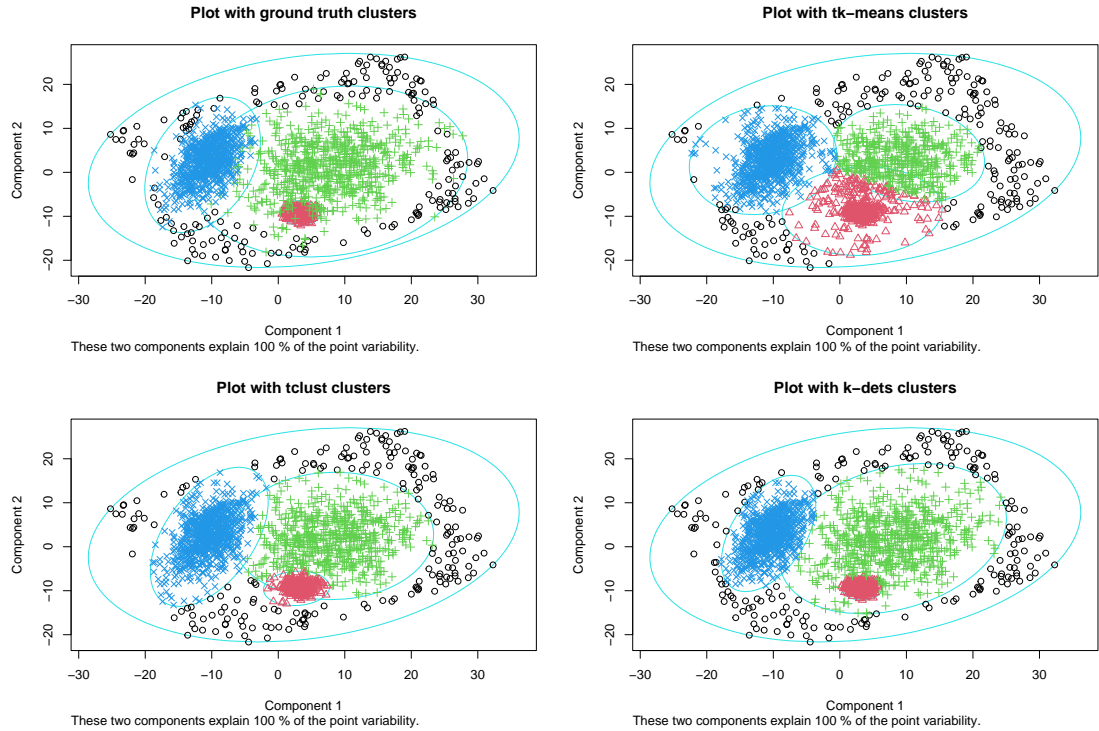 Plot with ground truth clusters
Component 2
20
10
0
−10
−20
−30 −20 −10 0 10 20 30
Component 1
These two components explain 100 % of the point variability.
Plot with tk−means clusters
Component 2
20
10
0
−10
−20
−30 −20 −10 0 10 20 30
Component 1
These two components explain 100 % of the point variability.
Plot with tclust clusters
Component 2
20
10
0
−10
−20
−30 −20 −10 0 10 20 30
Component 1
These two components explain 100 % of the point variability.
Plot with k−dets clusters
Component 2
20
10
0
−10
−20
−30 −20 −10 0 10 20 30
Component 1
These two components explain 100 % of the point variability.